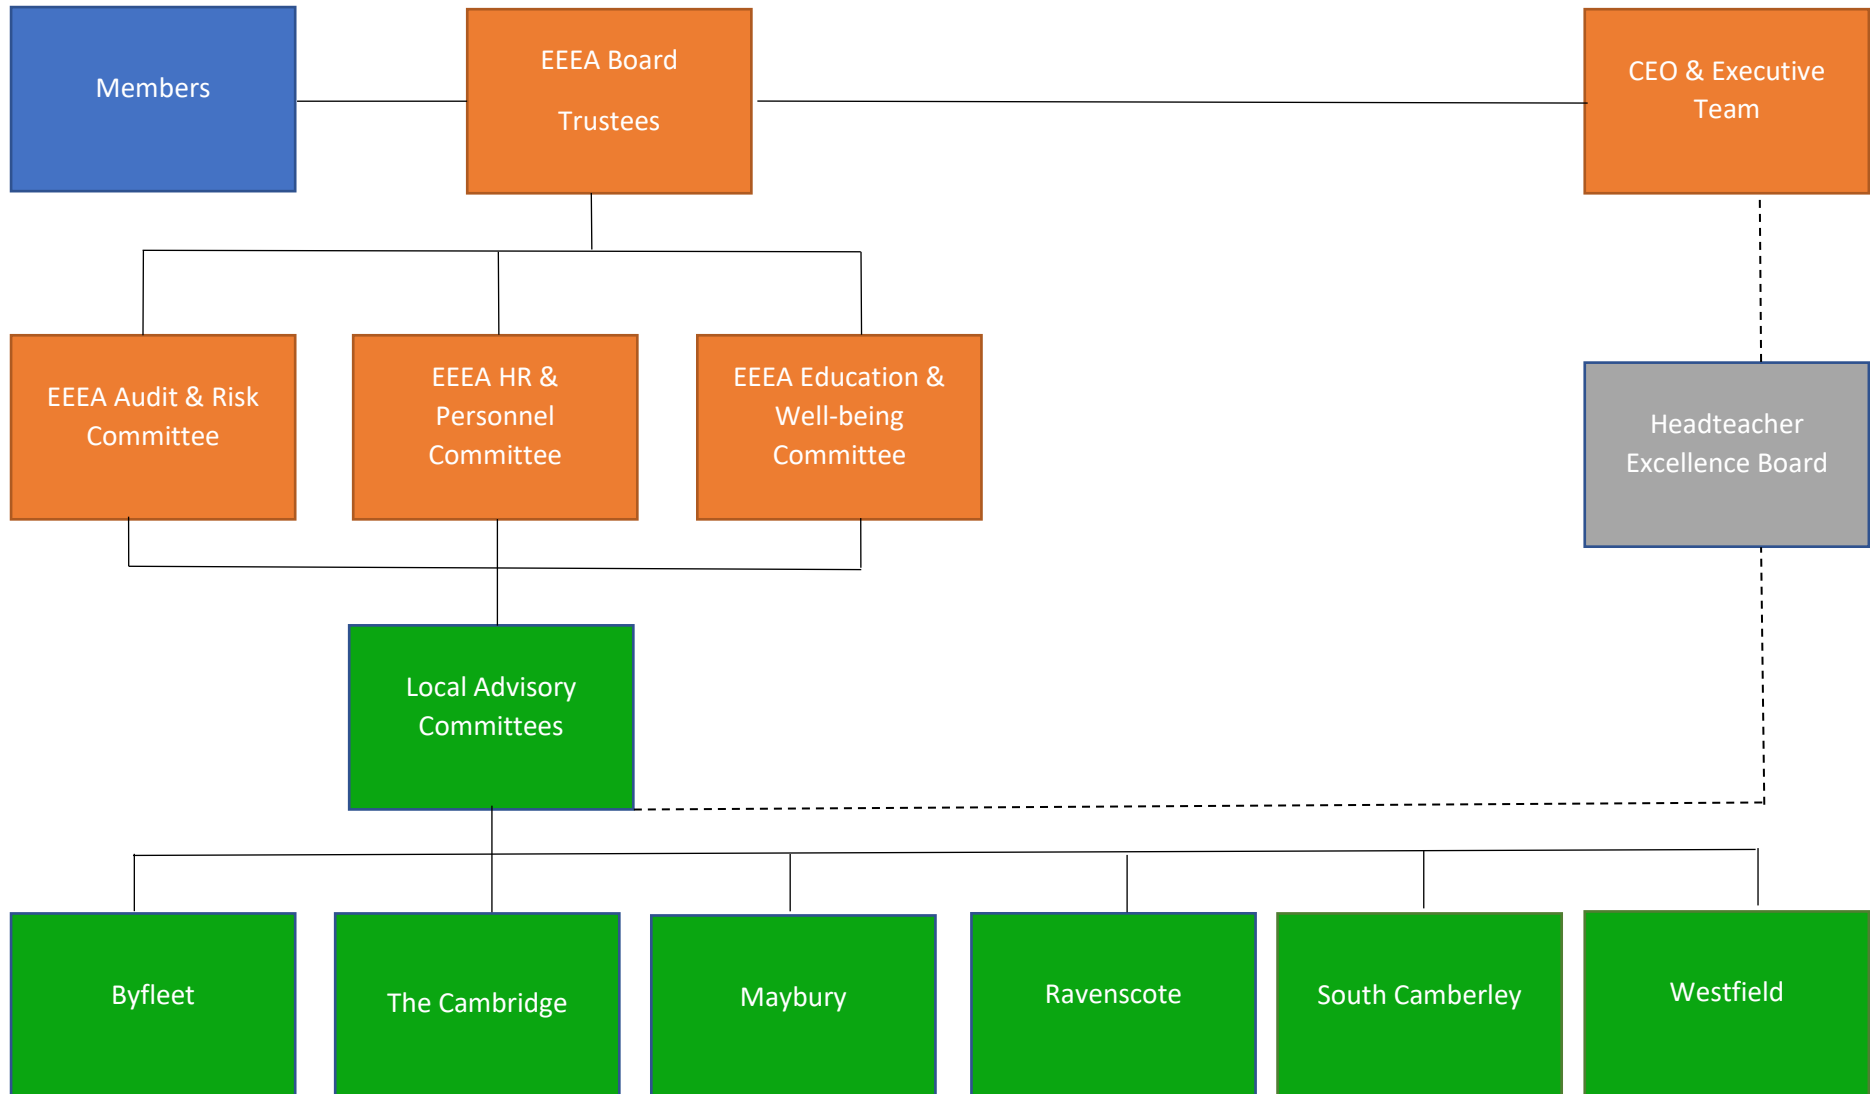 Members
EEEA Board
Trustees
CEO & Executive
Team
EEEA Audit & Risk
Committee
EEEA HR &
Personnel
Committee
EEEA Education &
Well-being
Committee
Headteacher
Excellence Board
Local Advisory
Committees
Byfleet
The Cambridge
Maybury
Ravenscote
South Camberley
Westfield